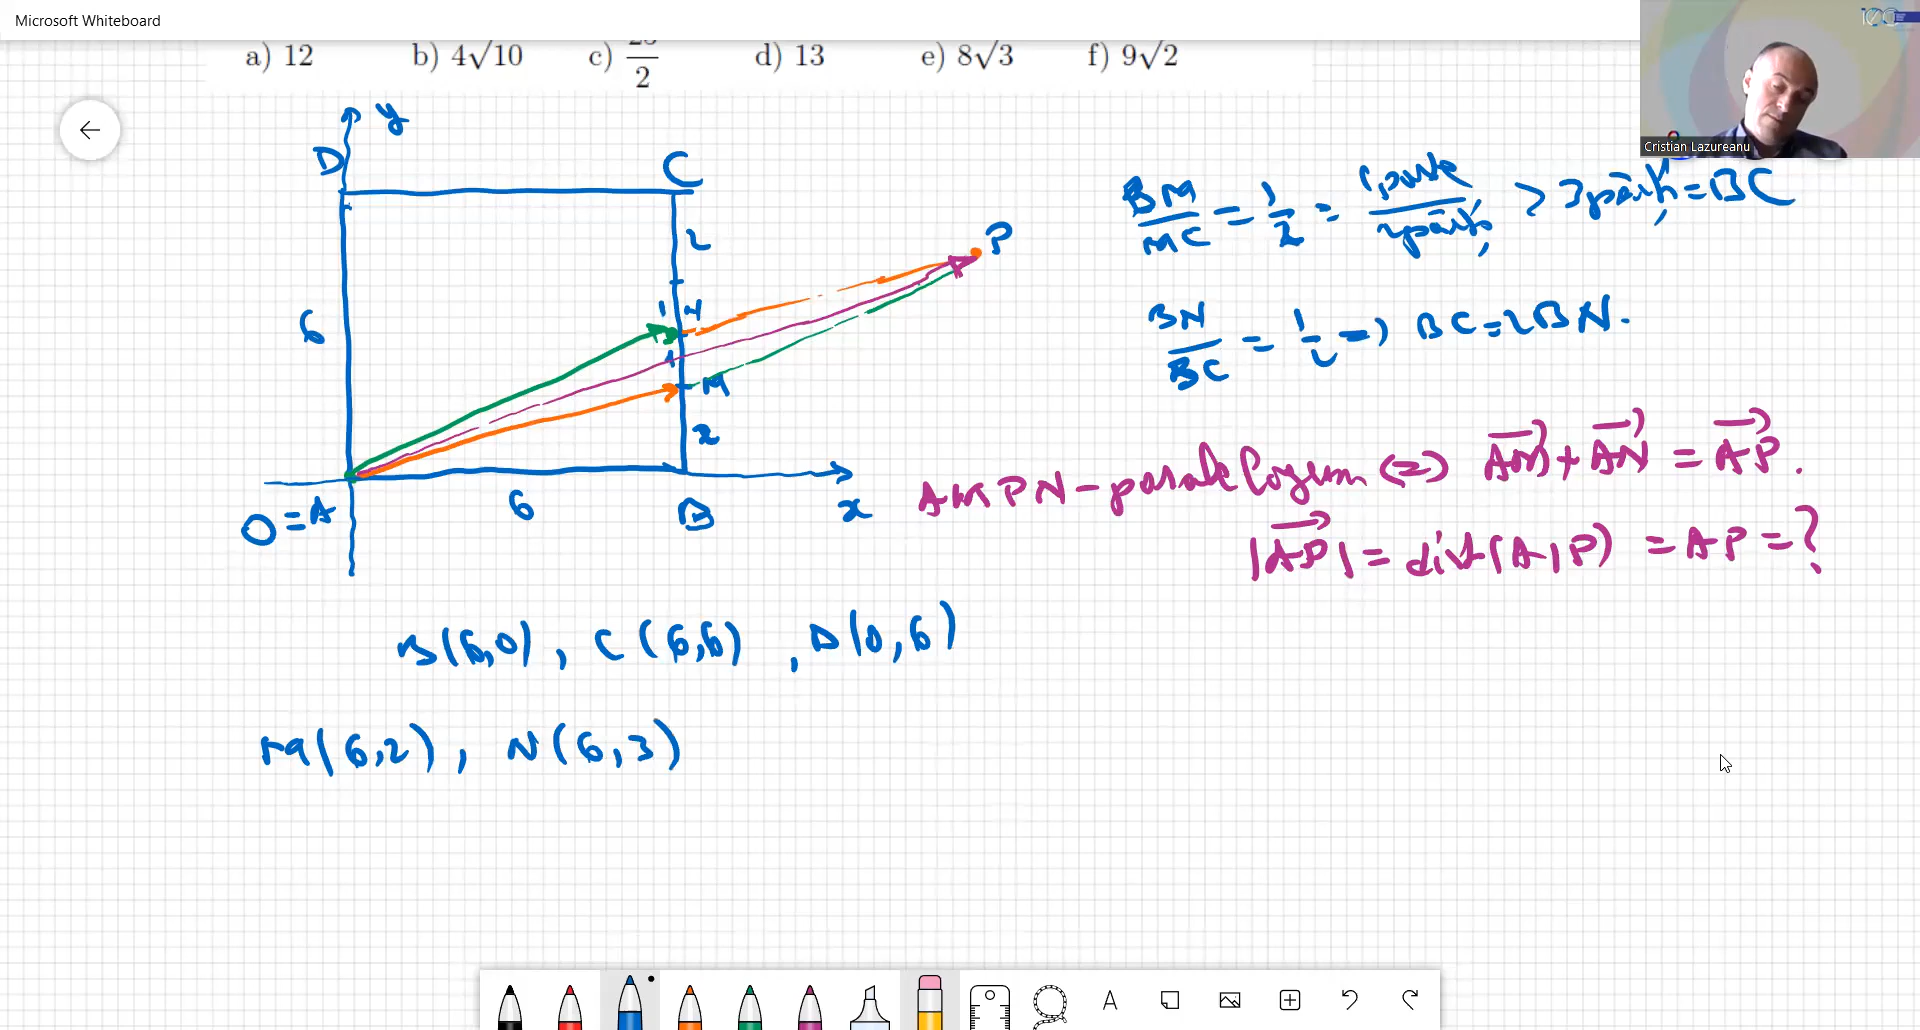 Microsoft Whiteboard
a) 12 b) 4√10 c) 25/2 d) 13 e) 8√3 f) 9√2
Cristian Lazureanu
y
D C
BM/MC = 1/2 = 1 parte/2 părți > 3 părți = BC
2
P
6
1 N
BN/BC = 1/2 => BC = 2BN.
1
M
2
AMPN - paralelogram <=> AM + AN = AP.
O = A 6 B x
|AP| = dist(A, P) = AP = ?
B(6,0), C(6,6), D(0,6)
M(6,2), N(6,3)
A